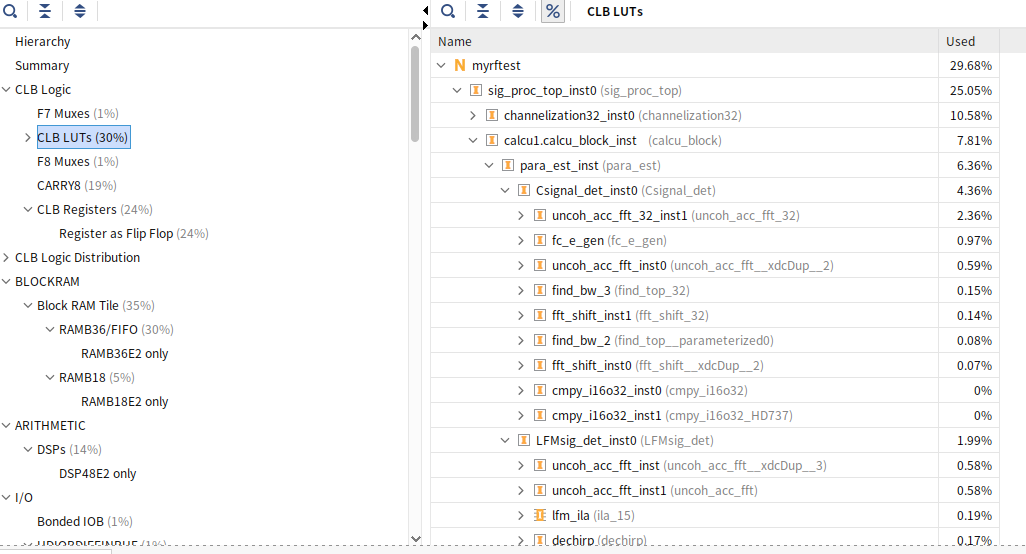 Hierarchy
Summary
CLB Logic
F7 Muxes (1%)
CLB LUTs (30%)
F8 Muxes (1%)
CARRY8 (19%)
CLB Registers (24%)
Register as Flip Flop (24%)
CLB Logic Distribution
BLOCKRAM
Block RAM Tile (35%)
RAMB36/FIFO (30%)
RAMB36E2 only
RAMB18 (5%)
RAMB18E2 only
ARITHMETIC
DSPs (14%)
DSP48E2 only
I/O
Bonded IOB (1%)
% CLB LUTs
Name Used
N myrftest 29.68%
sig_proc_top_inst0 (sig_proc_top) 25.05%
channelization32_inst0 (channelization32) 10.58%
calcu1.calcu_block_inst (calcu_block) 7.81%
para_est_inst (para_est) 6.36%
Csignal_det_inst0 (Csignal_det) 4.36%
uncoh_acc_fft_32_inst1 (uncoh_acc_fft_32) 2.36%
fc_e_gen (fc_e_gen) 0.97%
uncoh_acc_fft_inst0 (uncoh_acc_fft__xdcDup__2) 0.59%
find_bw_3 (find_top_32) 0.15%
fft_shift_inst1 (fft_shift_32) 0.14%
find_bw_2 (find_top__parameterized0) 0.08%
fft_shift_inst0 (fft_shift__xdcDup__2) 0.07%
cmpy_i16o32_inst0 (cmpy_i16o32) 0%
cmpy_i16o32_inst1 (cmpy_i16o32_HD737) 0%
LFMsig_det_inst0 (LFMsig_det) 1.99%
uncoh_acc_fft_inst (uncoh_acc_fft__xdcDup__3) 0.58%
uncoh_acc_fft_inst1 (uncoh_acc_fft) 0.58%
lfm_ila (ila_15) 0.19%
dechirp (dechirp) 0.17%